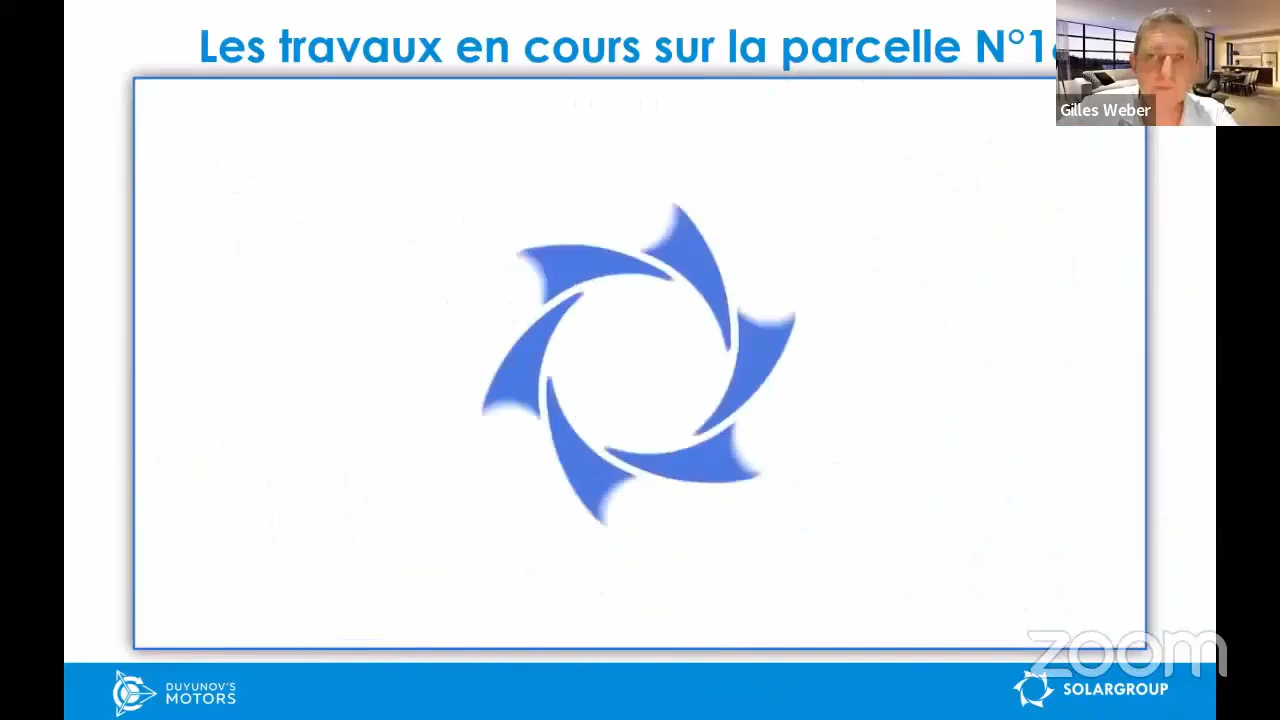 Les travaux en cours sur la parcelle N°1
Gilles Weber
zoom
DUYUNOV'S
MOTORS
SOLARGROUP